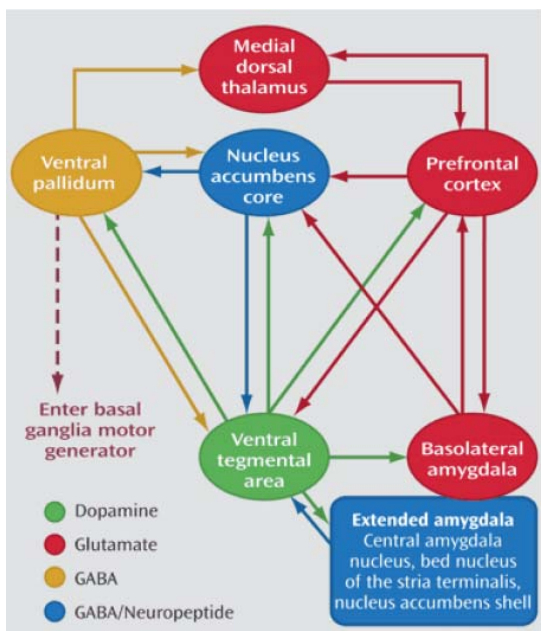 Medial
dorsal
thalamus
Ventral
pallidum
Nucleus
accumbens
core
Prefrontal
cortex
Enter basal
ganglia motor
generator
Ventral
tegmental
area
Basolateral
amygdala
Extended amygdala
Central amygdala
nucleus, bed nucleus
of the stria terminalis,
nucleus accumbens shell
Dopamine
Glutamate
GABA
GABA/Neuropeptide